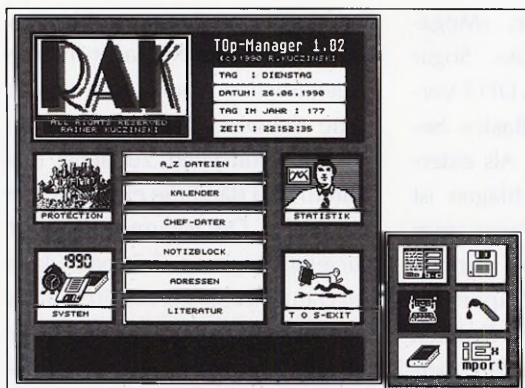 RAK
ALL RIGHTS RESERVED
RAINER KUCZINSKI
TOp-Manager 1.02
(c) 1990 R.KUCZINSKI
TAG : DIENSTAG
DATUM: 26.06.1990
TAG IM JAHR : 177
ZEIT : 22:52:35
PROTECTION
A_Z DATEIEN
KALENDER
CHEF-DATER
NOTIZBLOCK
ADRESSEN
LITERATUR
STATISTIK
1990
SYSTEM
T O S-EXIT
iEx
mport